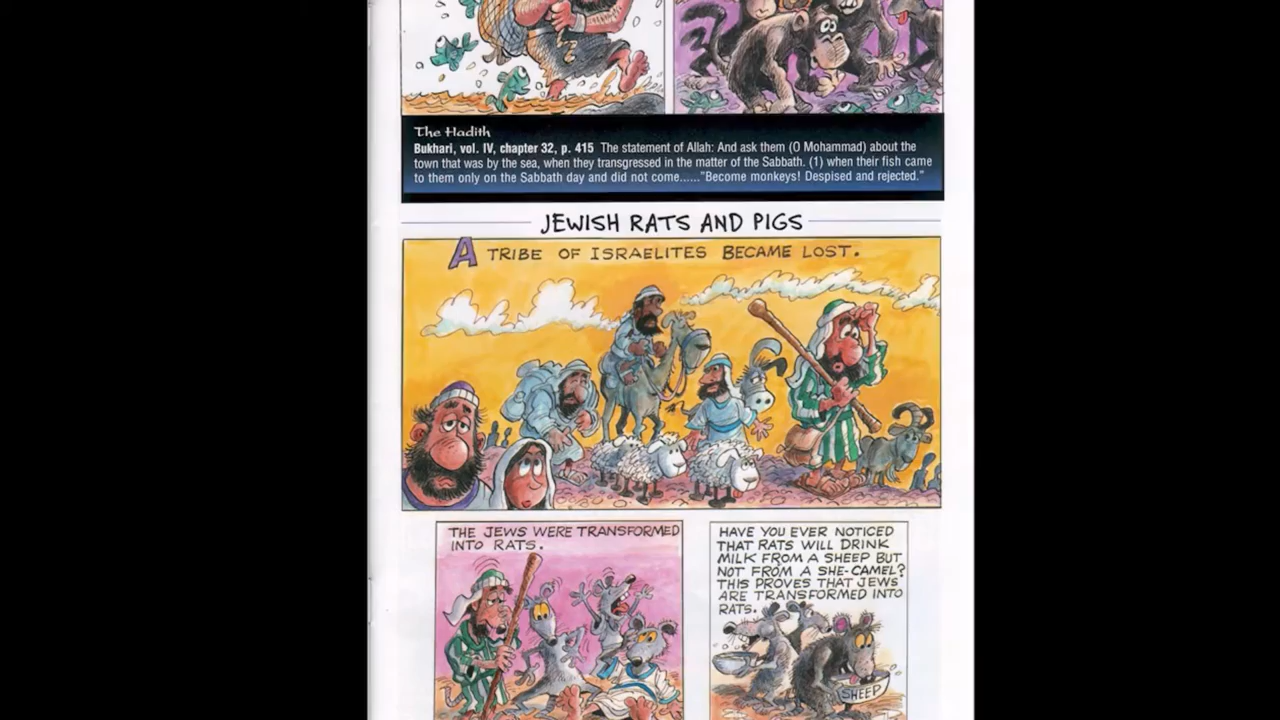 The Hadith
Bukhari, vol. IV, chapter 32, p. 415 The statement of Allah: And ask them (O Mohammad) about the
town that was by the sea, when they transgressed in the matter of the Sabbath. (1) when their fish came
to them only on the Sabbath day and did not come......"Become monkeys! Despised and rejected."
JEWISH RATS AND PIGS
A TRIBE OF ISRAELITES BECAME LOST.
THE JEWS WERE TRANSFORMED
INTO RATS.
HAVE YOU EVER NOTICED
THAT RATS WILL DRINK
MILK FROM A SHEEP BUT
NOT FROM A SHE-CAMEL?
THIS PROVES THAT JEWS
ARE TRANSFORMED INTO
RATS.
SHEEP